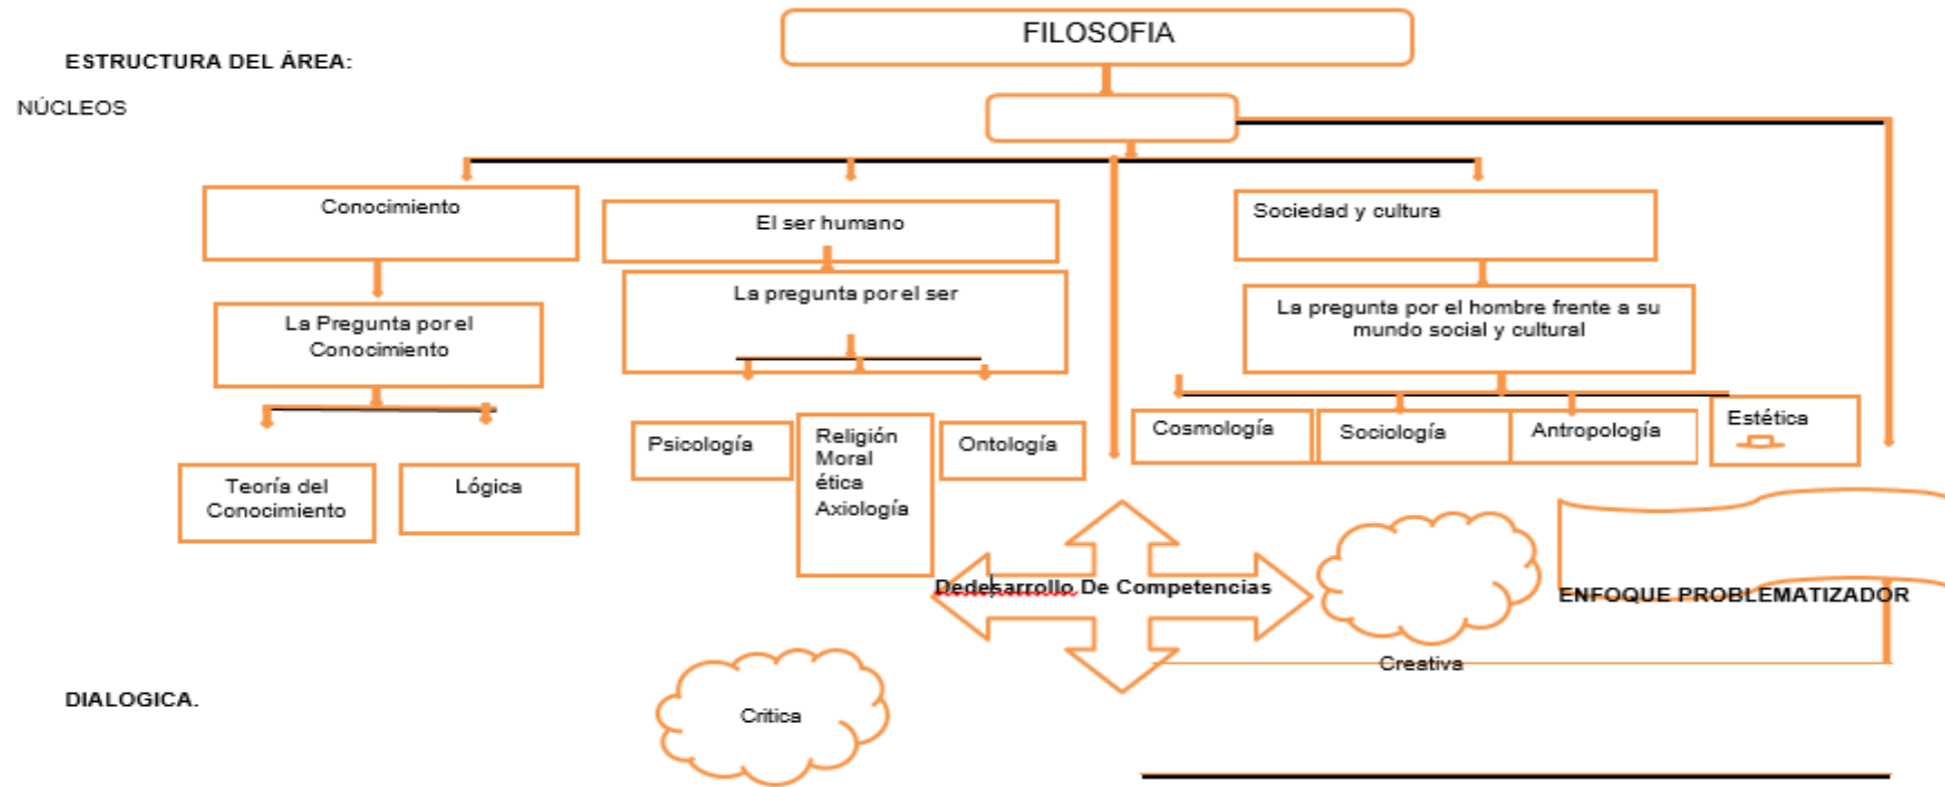 FILOSOFIA
ESTRUCTURA DEL ÁREA:
NÚCLEOS
Conocimiento
El ser humano
Sociedad y cultura
La Pregunta por el
Conocimiento
La pregunta por el ser
La pregunta por el hombre frente a su
mundo social y cultural
Teoría del
Conocimiento
Lógica
Psicología
Religión
Moral
ética
Axiología
Ontología
Cosmología
Sociología
Antropología
Estética
Dedesarrollo De Competencias
ENFOQUE PROBLEMATIZADOR
Creativa
DIALOGICA.
Critica